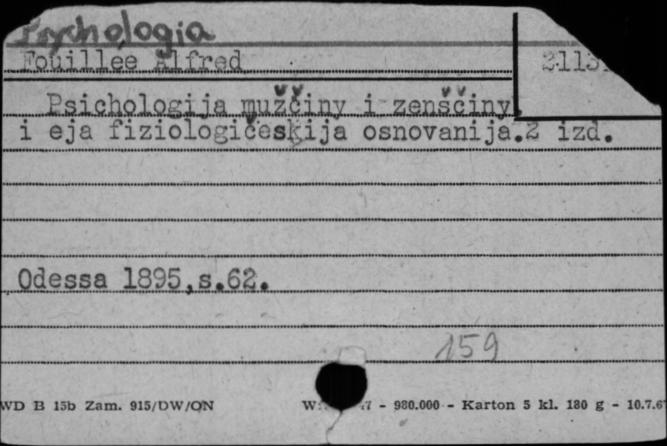 Psychologia
Fouillee Alfred
Psichologija mužčiny i ženščiny
i eja fiziologičeskija osnovanija.2 izd.
Odessa 1895,s.62.
159
WD B 15b Zam. 915/DW/ON - 980.000 - Karton 5 kl. 180 g - 10.7.6